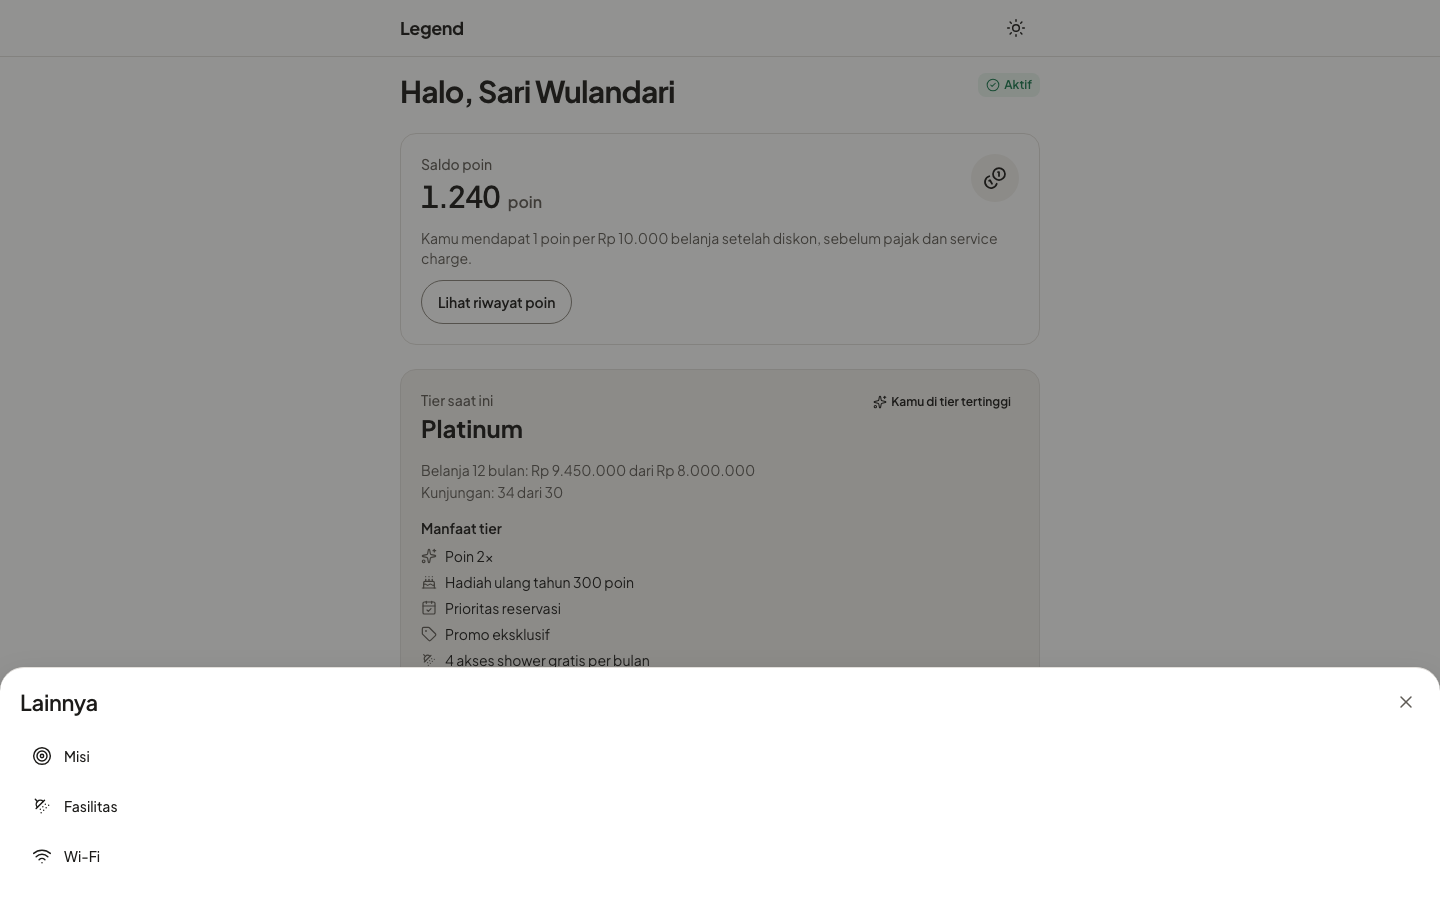 Legend
Halo, Sari Wulandari
Aktif
Saldo poin
1.240 poin
Kamu mendapat 1 poin per Rp 10.000 belanja setelah diskon, sebelum pajak dan service
charge.
Lihat riwayat poin
Tier saat ini
Kamu di tier tertinggi
Platinum
Belanja 12 bulan: Rp 9.450.000 dari Rp 8.000.000
Kunjungan: 34 dari 30
Manfaat tier
Poin 2×
Hadiah ulang tahun 300 poin
Prioritas reservasi
Promo eksklusif
4 akses shower gratis per bulan
Lainnya
Misi
Fasilitas
Wi-Fi